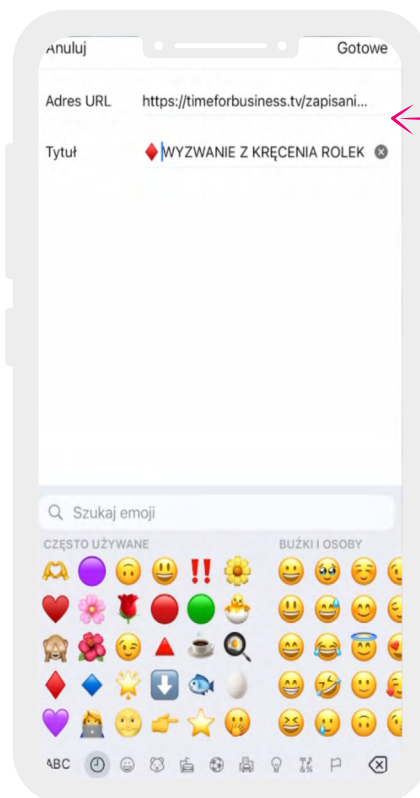 Anuluj Gotowe
Adres URL https://timeforbusiness.tv/zapisani...
Tytuł ♦️WYZWANIE Z KRĘCENIA ROLEK
Szukaj emoji
CZĘSTO UŻYWANE BUŹKI I OSOBY
ABC